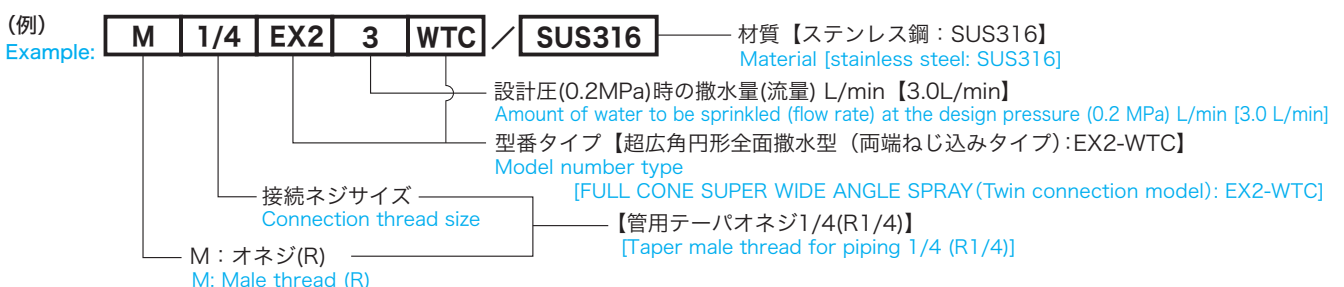 (例)
Example:
M 1/4 EX2 3 WTC / SUS316
材質【ステンレス鋼：SUS316】
Material [stainless steel: SUS316]
設計圧(0.2MPa)時の撒水量(流量) L/min【3.0L/min】
Amount of water to be sprinkled (flow rate) at the design pressure (0.2 MPa) L/min [3.0 L/min]
型番タイプ【超広角円形全面撒水型（両端ねじ込みタイプ）：EX2-WTC】
Model number type
[FULL CONE SUPER WIDE ANGLE SPRAY(Twin connection model): EX2-WTC]
接続ネジサイズ
Connection thread size
【管用テーパオネジ1/4(R1/4)】
[Taper male thread for piping 1/4 (R1/4)]
M：オネジ(R)
M: Male thread (R)